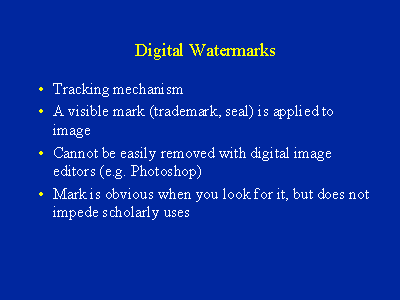 Digital Watermarks
• Tracking mechanism
• A visible mark (trademark, seal) is applied to
image
• Cannot be easily removed with digital image
editors (e.g. Photoshop)
• Mark is obvious when you look for it, but does not
impede scholarly uses